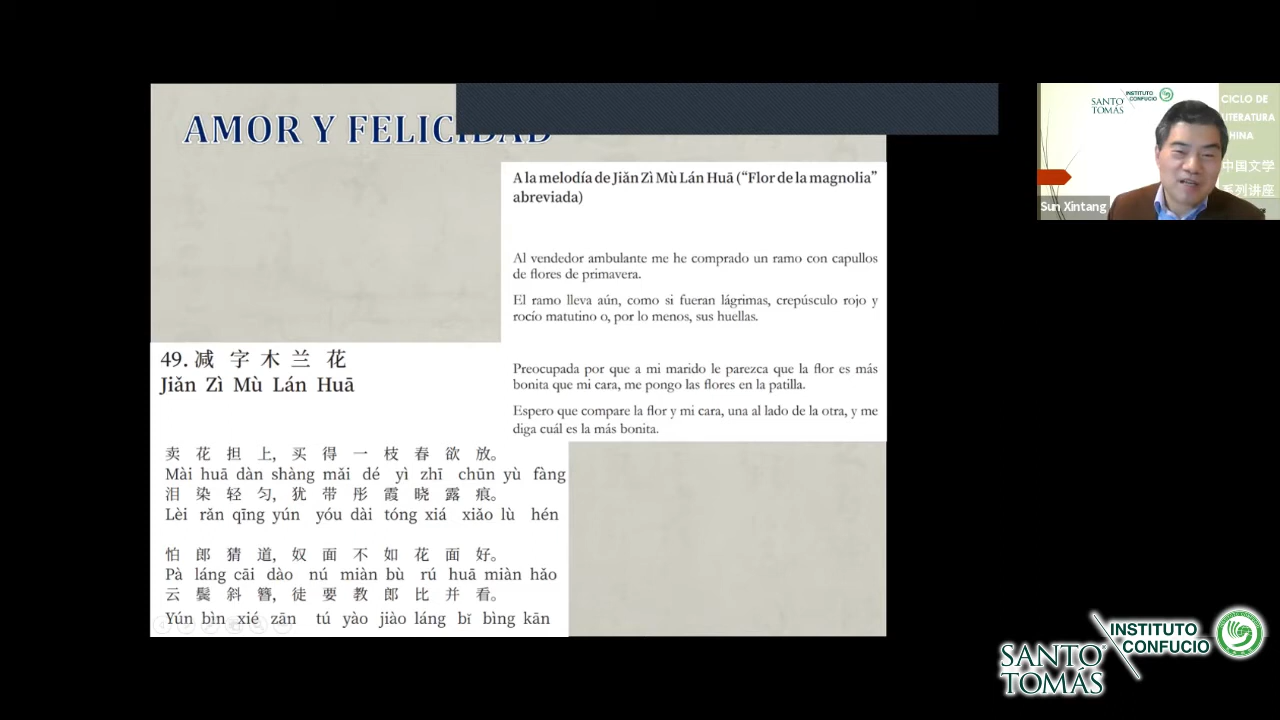 AMOR Y FELICIDAD
A la melodía de Jiǎn Zì Mù Lán Huā (“Flor de la magnolia”
abreviada)
Al vendedor ambulante me he comprado un ramo con capullos
de flores de primavera.
El ramo lleva aún, como si fueran lágrimas, crepúsculo rojo y
rocío matutino o, por lo menos, sus huellas.
Preocupada por que a mi marido le parezca que la flor es más
bonita que mi cara, me pongo las flores en la patilla.
Espero que compare la flor y mi cara, una al lado de la otra, y me
diga cuál es la más bonita.
49. 减字木兰花
Jiǎn Zì Mù Lán Huā
卖花担上，买得一枝春欲放。
Mài huā dàn shàng mǎi dé yì zhī chūn yù fàng
泪染轻匀，犹带彤霞晓露痕。
Lèi rǎn qīng yún yóu dài tóng xiá xiǎo lù hén
怕郎猜道，奴面不如花面好。
Pà láng cāi dào nú miàn bù rú huā miàn hǎo
云鬓斜簪，徒要教郎比并看。
Yún bìn xié zān tú yào jiào láng bǐ bìng kān
SANTO TOMÁS
INSTITUTO CONFUCIO
CICLO DE
LITERATURA
HINA
中国文学
系列讲座
Sun Xintang
SANTO
TOMÁS
INSTITUTO
CONFUCIO